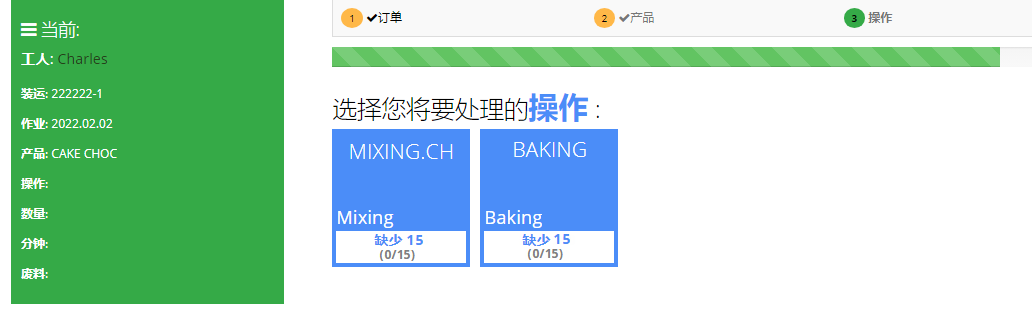 当前:
工人: Charles
装运: 222222-1
作业: 2022.02.02
产品: CAKE CHOC
操作:
数量:
分钟:
废料:
1 订单
2 产品
3 操作
选择您将要处理的操作 :
MIXING.CH
Mixing
缺少 15
(0/15)
BAKING
Baking
缺少 15
(0/15)